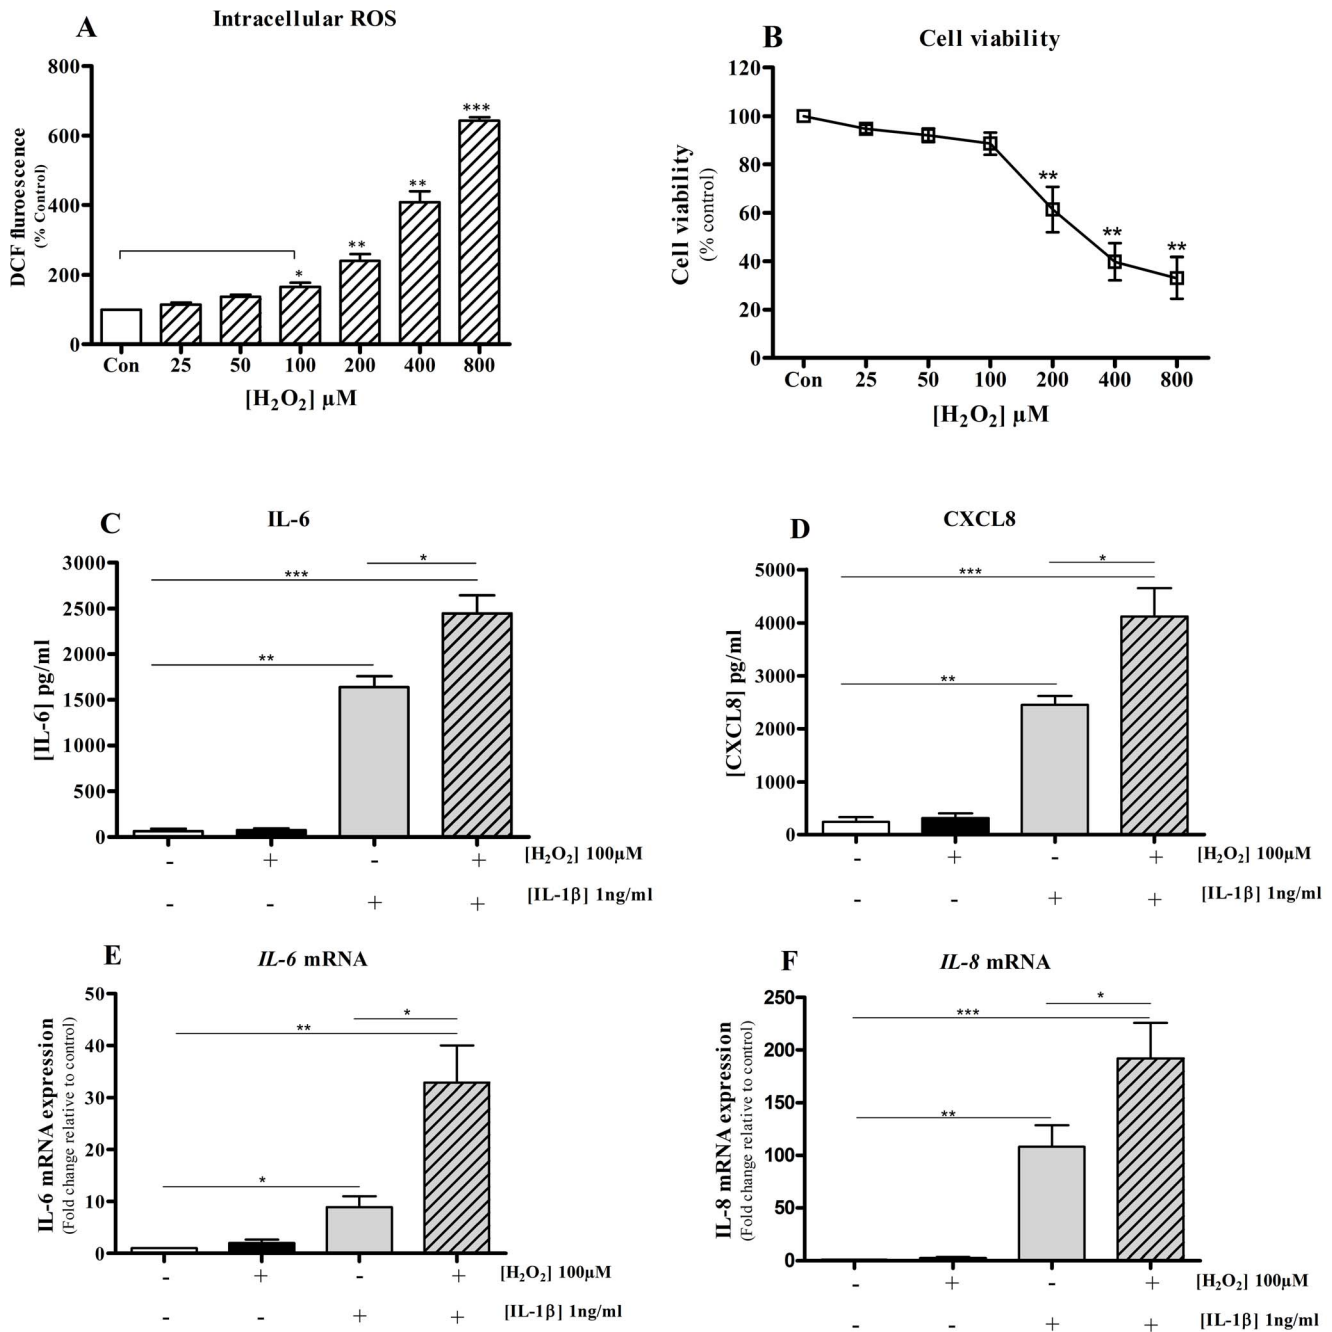 A
Intracellular ROS
DCF fluroescence
(% Control)
800
600
400
200
0
***
**
**
*
Con 25 50 100 200 400 800
[H₂O₂] µM
B
Cell viability
Cell viability
(% control)
120
100
80
60
40
20
0
**
**
**
Con 25 50 100 200 400 800
[H₂O₂] µM
C
IL-6
[IL-6] pg/ml
3000
2500
2000
1500
1000
500
0
*
***
**
- + - + [H₂O₂] 100µM
- - + + [IL-1β] 1ng/ml
D
CXCL8
[CXCL8] pg/ml
5000
4000
3000
2000
1000
0
*
***
**
- + - + [H₂O₂] 100µM
- - + + [IL-1β] 1ng/ml
E
IL-6 mRNA
IL-6 mRNA expression
(Fold change relative to control)
50
40
30
20
10
0
*
**
*
- + - + [H₂O₂] 100µM
- - + + [IL-1β] 1ng/ml
F
IL-8 mRNA
IL-8 mRNA expression
(Fold change relative to control)
250
200
150
100
50
0
*
***
**
- + - + [H₂O₂] 100µM
- - + + [IL-1β] 1ng/ml